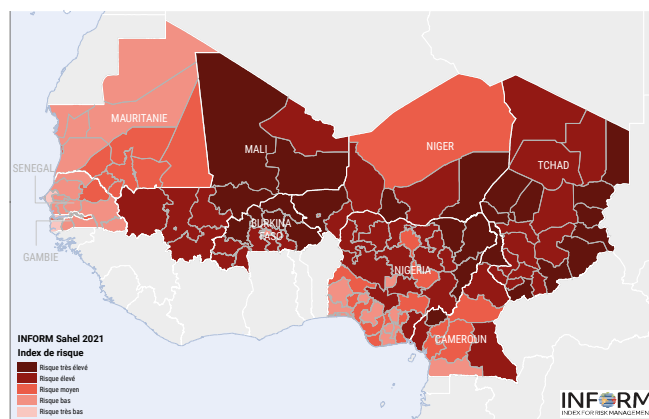 MAURITANIE
MALI
NIGER
TCHAD
SENEGAL
GAMBIE
BURKINA
FASO
NIGERIA
CAMEROUN
INFORM Sahel 2021
Index de risque
Risque très élevé
Risque élevé
Risque moyen
Risque bas
Risque très bas
INFORM
INDEX FOR RISK MANAGEMENT